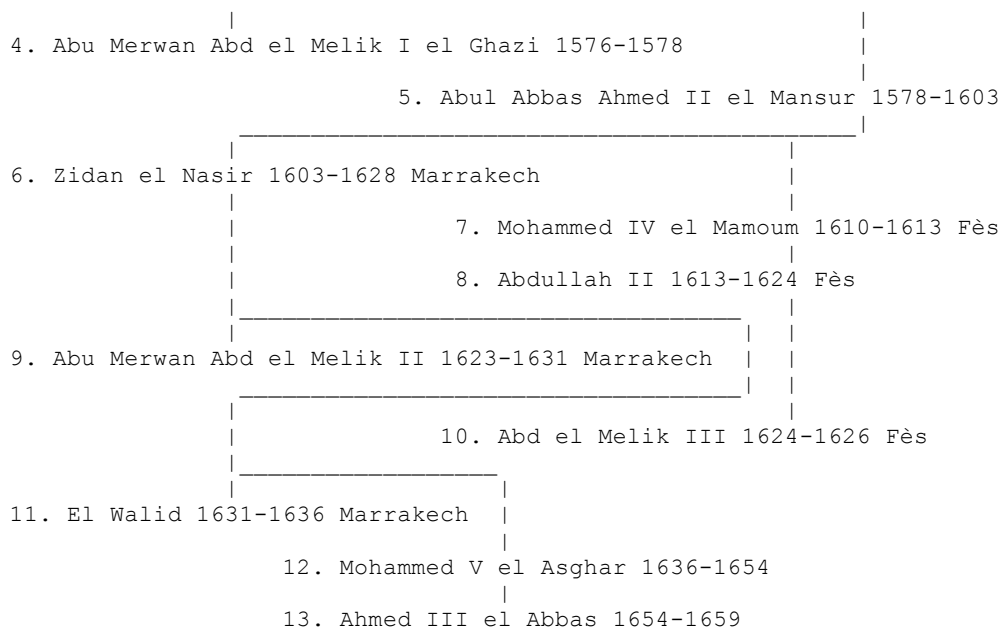 4. Abu Merwan Abd el Melik I el Ghazi 1576-1578
5. Abul Abbas Ahmed II el Mansur 1578-1603
6. Zidan el Nasir 1603-1628 Marrakech
7. Mohammed IV el Mamoum 1610-1613 Fès
8. Abdullah II 1613-1624 Fès
9. Abu Merwan Abd el Melik II 1623-1631 Marrakech
10. Abd el Melik III 1624-1626 Fès
11. El Walid 1631-1636 Marrakech
12. Mohammed V el Asghar 1636-1654
13. Ahmed III el Abbas 1654-1659